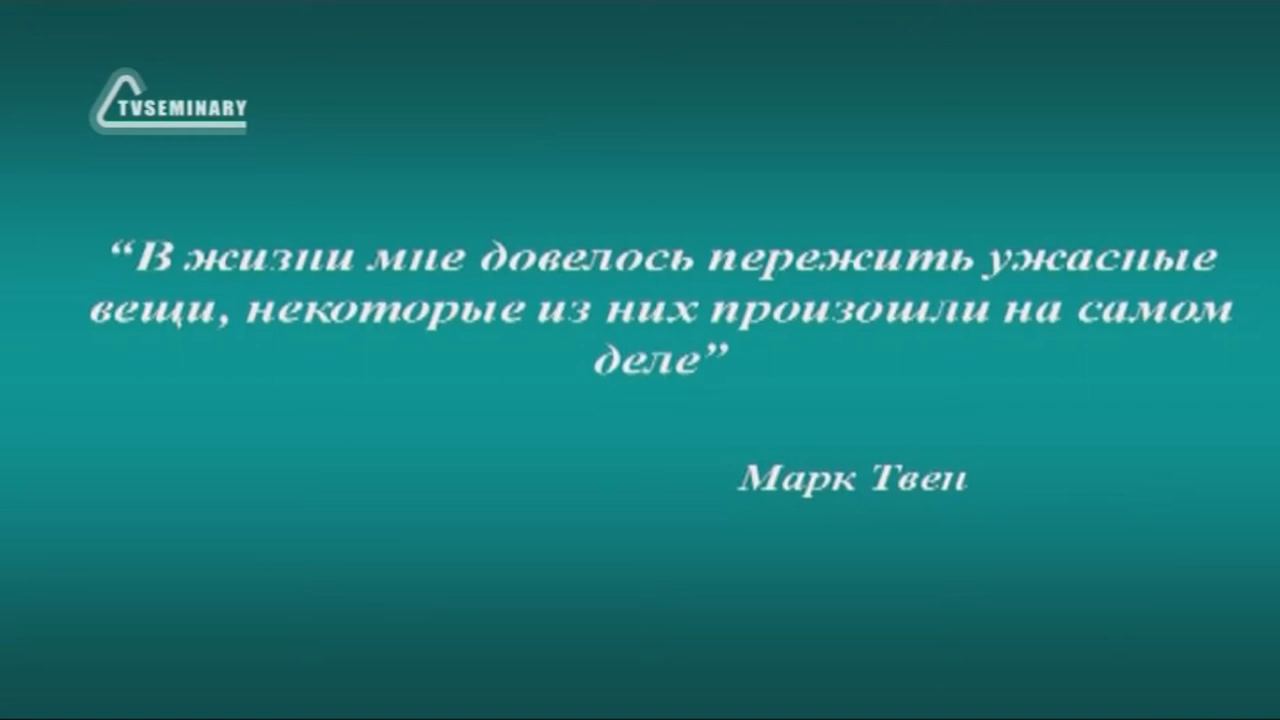 TVSEMINARY
“В жизни мне довелось пережить ужасные
вещи, некоторые из них произошли на самом
деле”
Марк Твен